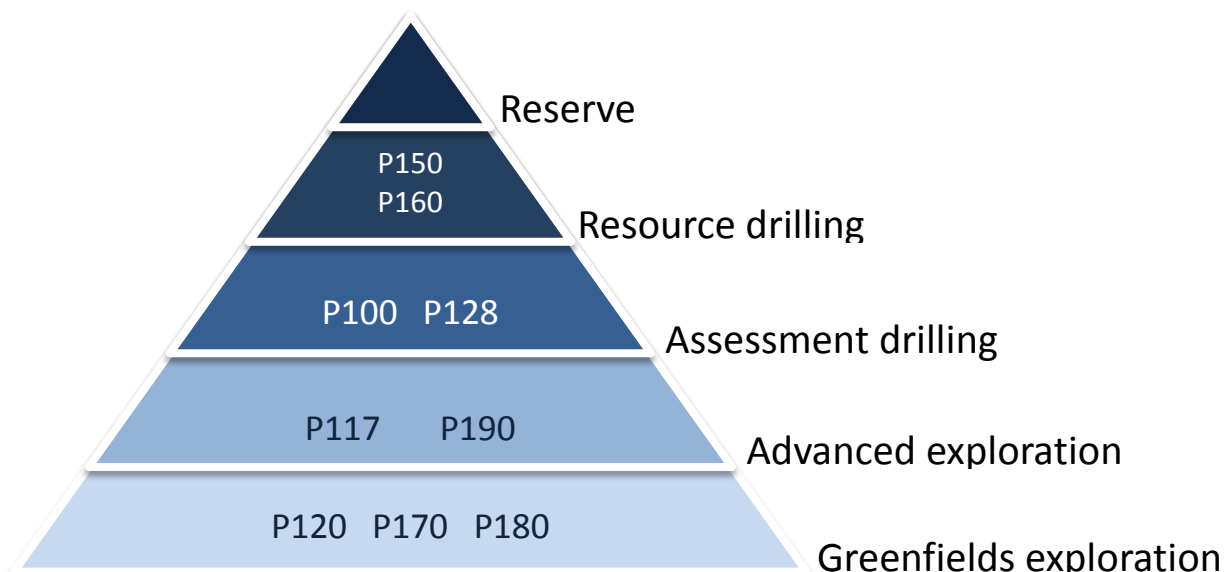 Reserve
P150
P160
Resource drilling
P100 P128
Assessment drilling
P117 P190
Advanced exploration
P120 P170 P180
Greenfields exploration